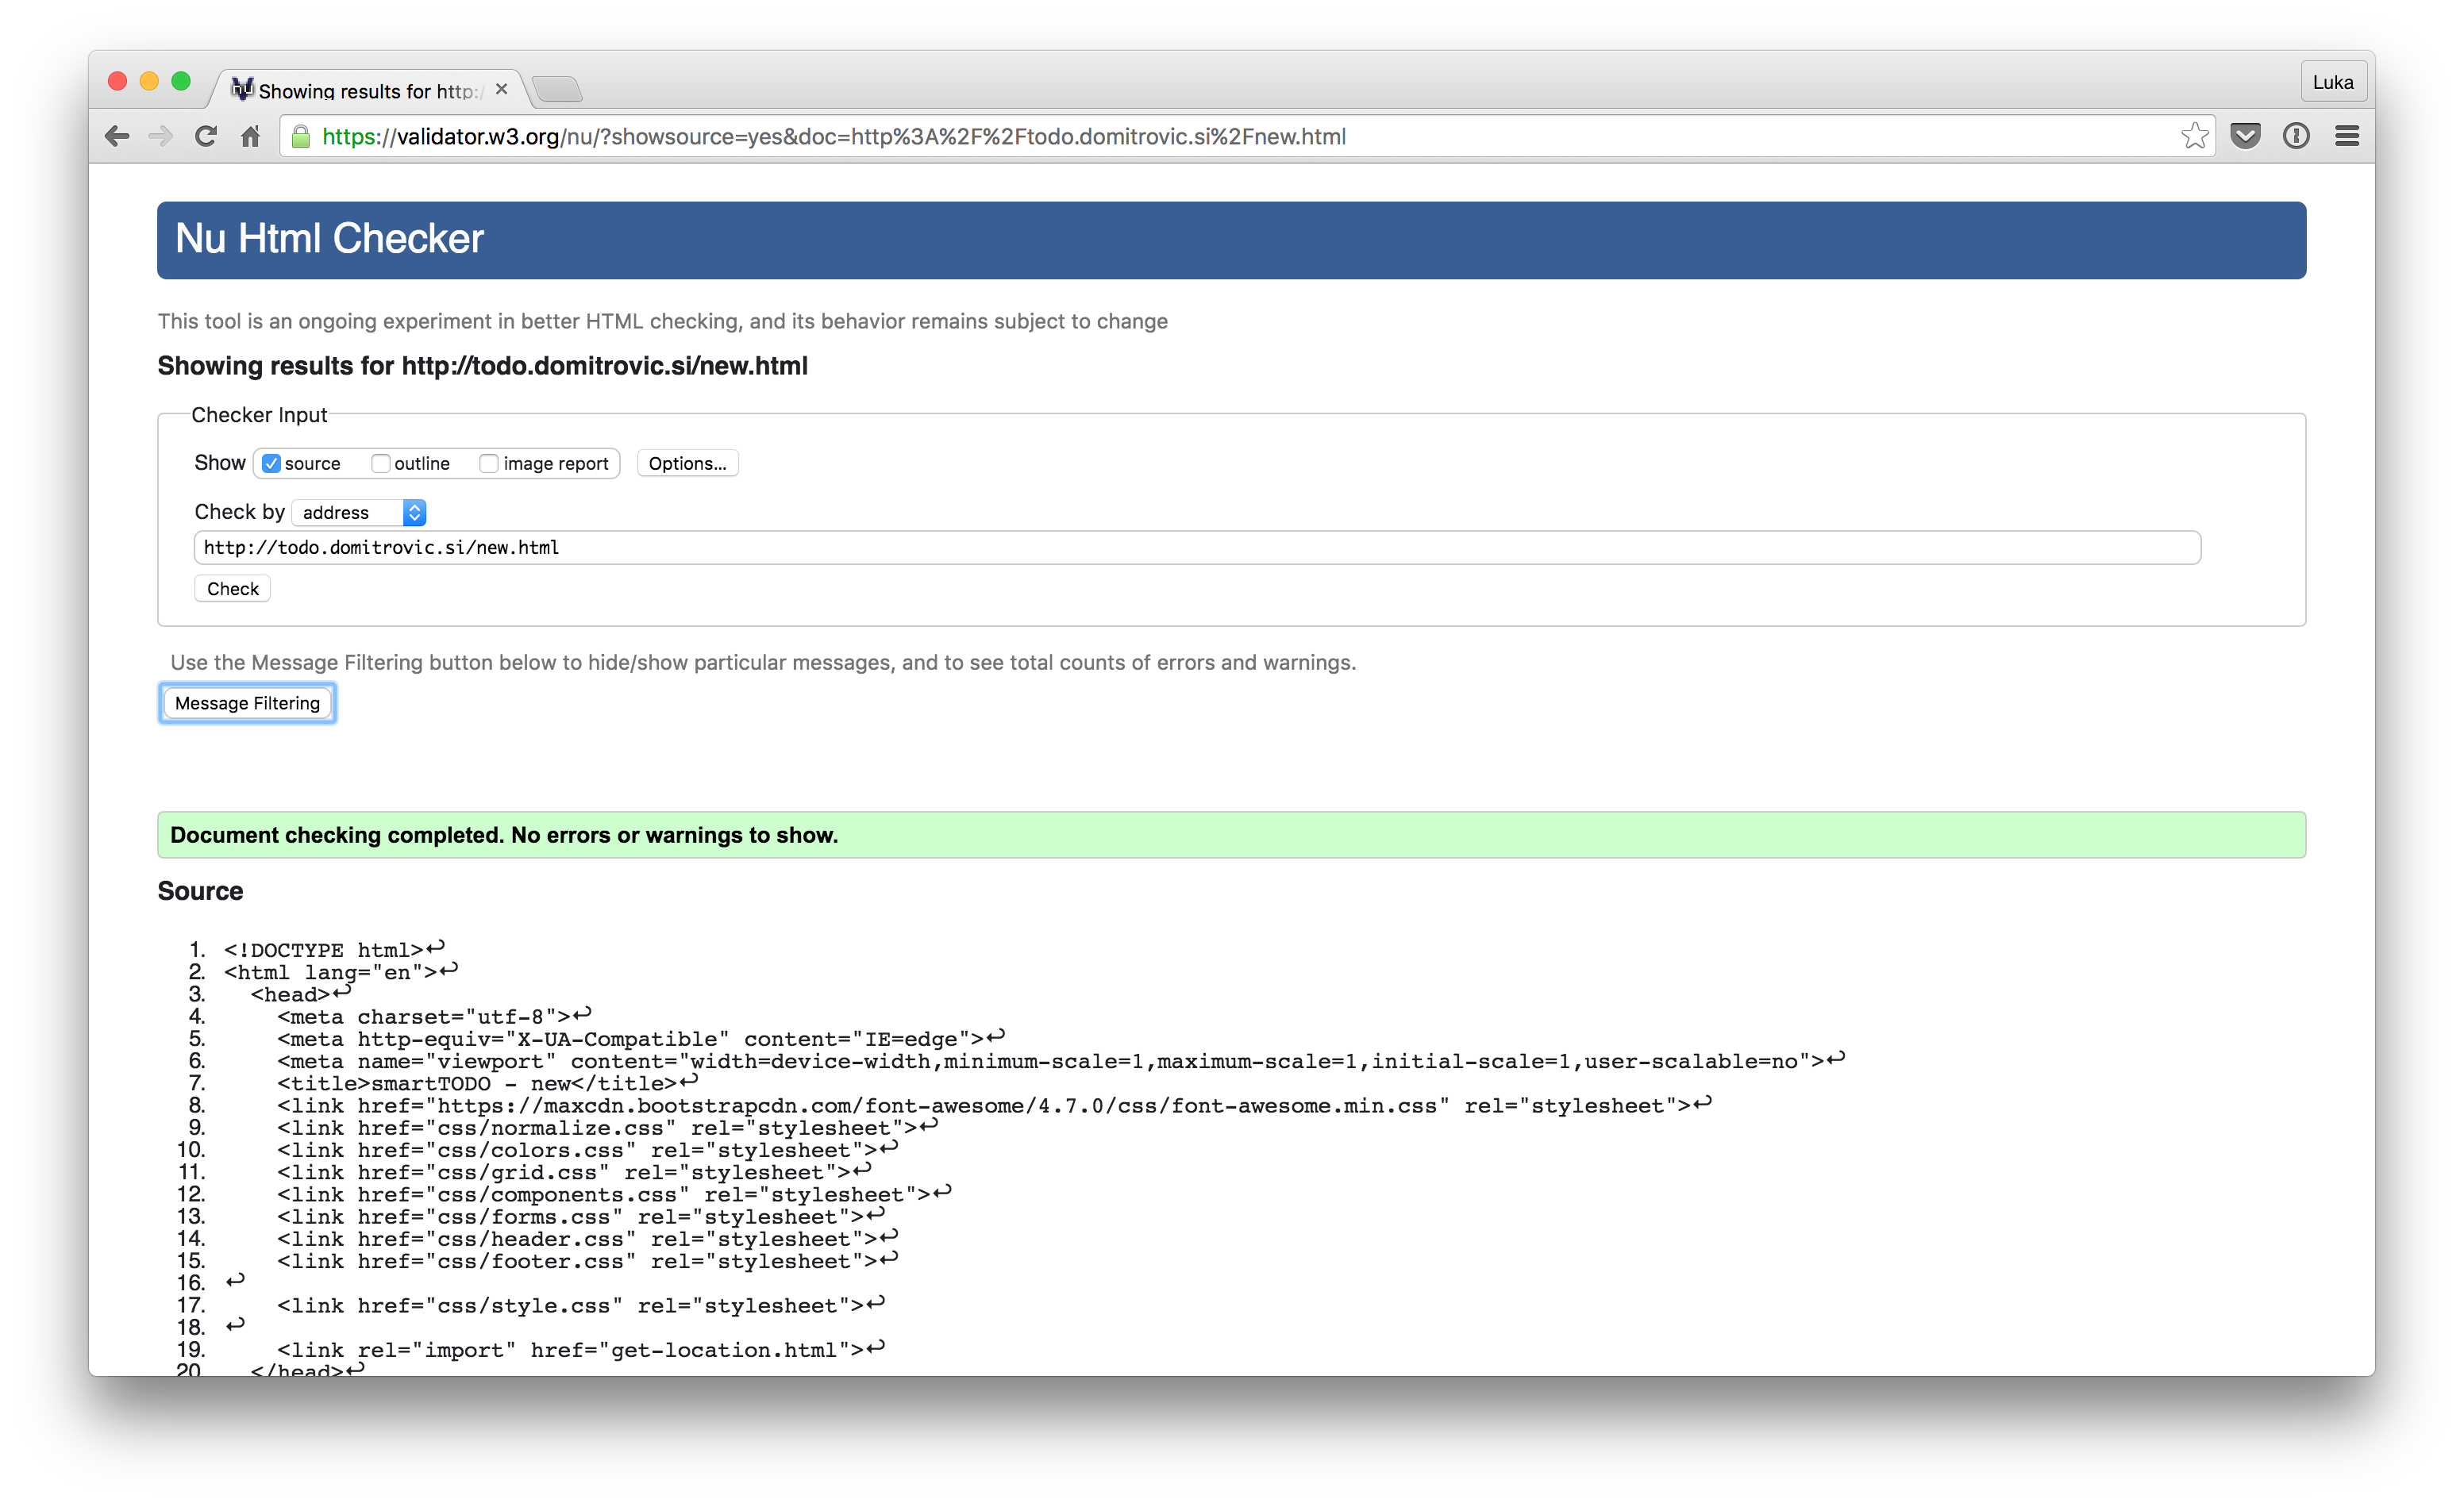 Showing results for http:/
Luka
https://validator.w3.org/nu/?showsource=yes&doc=http%3A%2F%2Ftodo.domitrovic.si%2Fnew.html
Nu Html Checker
This tool is an ongoing experiment in better HTML checking, and its behavior remains subject to change
Showing results for http://todo.domitrovic.si/new.html
Checker Input
Show source outline image report Options...
Check by address
http://todo.domitrovic.si/new.html
Check
Use the Message Filtering button below to hide/show particular messages, and to see total counts of errors and warnings.
Message Filtering
Document checking completed. No errors or warnings to show.
Source
1. <!DOCTYPE html>↩
2. <html lang="en">↩
3. <head>↩
4. <meta charset="utf-8">↩
5. <meta http-equiv="X-UA-Compatible" content="IE=edge">↩
6. <meta name="viewport" content="width=device-width,minimum-scale=1,maximum-scale=1,initial-scale=1,user-scalable=no">↩
7. <title>smartTODO - new</title>↩
8. <link href="https://maxcdn.bootstrapcdn.com/font-awesome/4.7.0/css/font-awesome.min.css" rel="stylesheet">↩
9. <link href="css/normalize.css" rel="stylesheet">↩
10. <link href="css/colors.css" rel="stylesheet">↩
11. <link href="css/grid.css" rel="stylesheet">↩
12. <link href="css/components.css" rel="stylesheet">↩
13. <link href="css/forms.css" rel="stylesheet">↩
14. <link href="css/header.css" rel="stylesheet">↩
15. <link href="css/footer.css" rel="stylesheet">↩
16. ↩
17. <link href="css/style.css" rel="stylesheet">↩
18. ↩
19. <link rel="import" href="get-location.html">↩
20 </head>↩